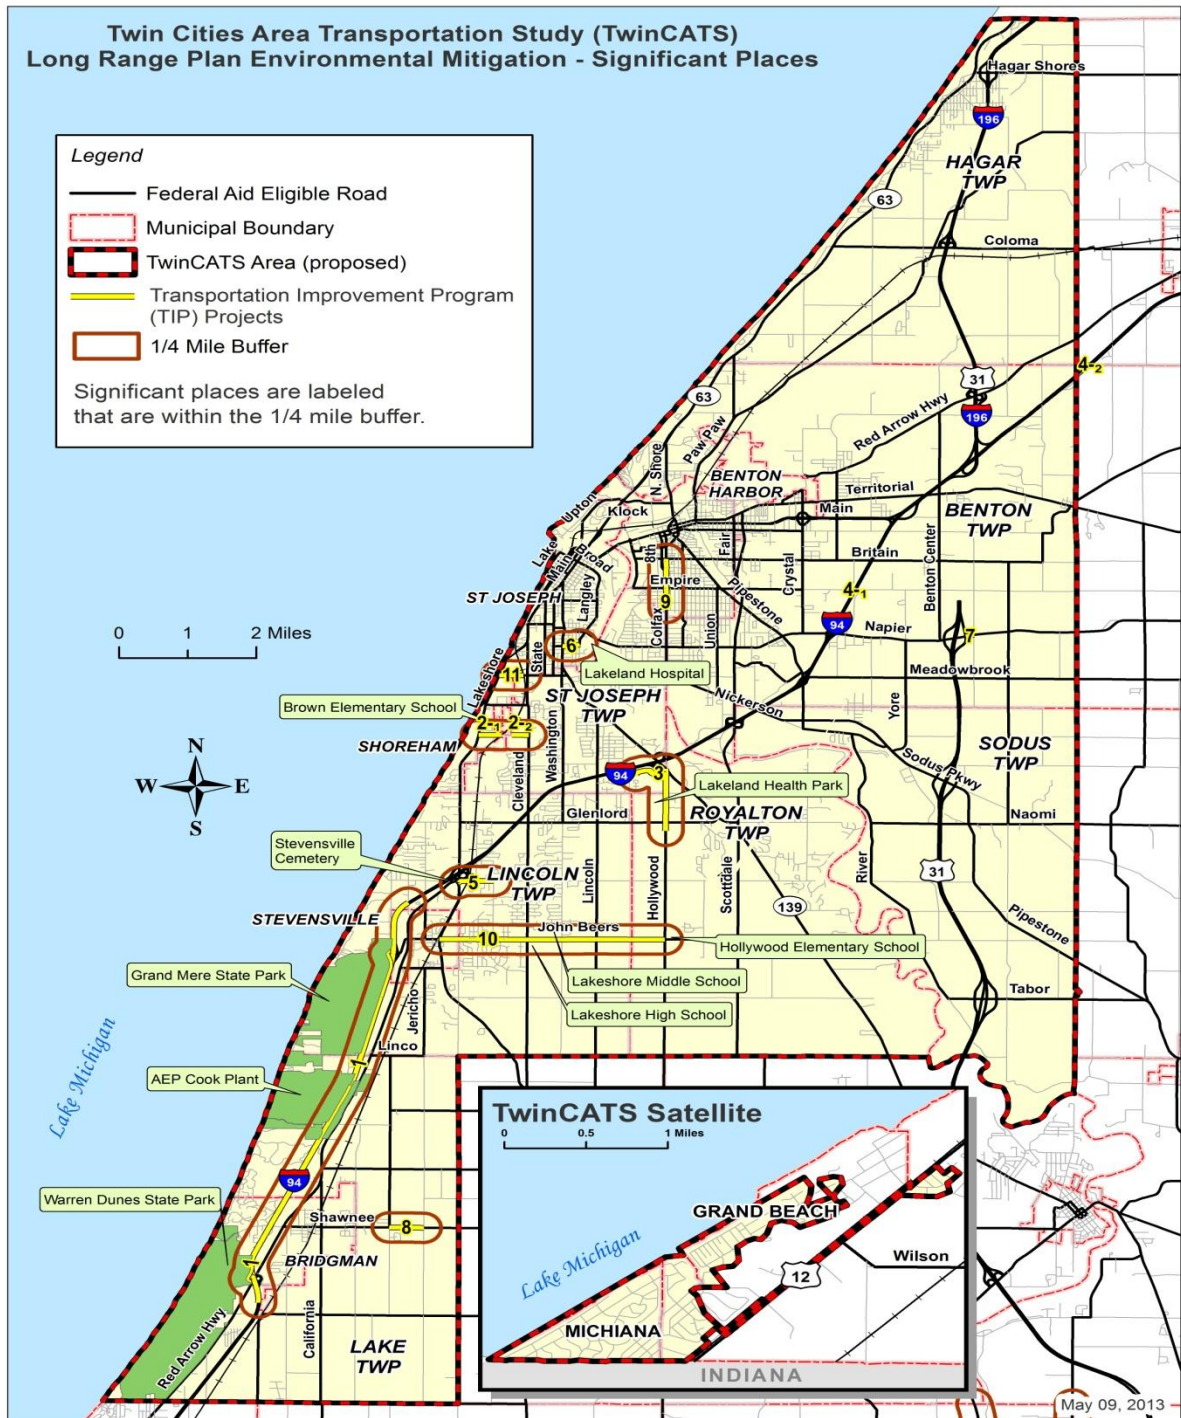 Twin Cities Area Transportation Study (TwinCATS)
Long Range Plan Environmental Mitigation - Significant Places
Legend
Federal Aid Eligible Road
Municipal Boundary
TwinCATS Area (proposed)
Transportation Improvement Program
(TIP) Projects
1/4 Mile Buffer
Significant places are labeled
that are within the 1/4 mile buffer.
Hagar Shores
196
HAGAR
TWP
63
Coloma
4-2
31
63
196
Red Arrow Hwy
Paw Paw
N. Shore
BENTON
HARBOR
Territorial
Upton
Klock
Main
BENTON
TWP
Lake
Main
Broad
8th
Fair
Britain
Crystal
Benton Center
Empire
Pipestone
4-1
ST JOSEPH
Langley
9
94
Napier
0 1 2 Miles
Colfax
Union
7
State
6
Lakeland Hospital
Meadowbrook
Lakeshore
11
ST JOSEPH
TWP
Nickerson
Yore
Brown Elementary School
2-1
2-2
SHOREHAM
Washington
Cleveland
SODUS
TWP
Sodus Pkwy
N
W E
S
94
3
Lakeland Health Park
Glenlord
ROYALTON
TWP
Naomi
Stevensville
Cemetery
5
LINCOLN
TWP
Lincoln
Hollywood
Scottdale
River
31
139
STEVENSVILLE
John Beers
10
Pipestone
Hollywood Elementary School
Grand Mere State Park
Lakeshore Middle School
Tabor
Jericho
Lakeshore High School
Linco
Lake Michigan
1
AEP Cook Plant
TwinCATS Satellite
0 0.5 1 Miles
94
Warren Dunes State Park
Shawnee
8
GRAND BEACH
1
BRIDGMAN
Lake Michigan
Wilson
12
California
Red Arrow Hwy
MICHIANA
LAKE
TWP
INDIANA
May 09, 2013